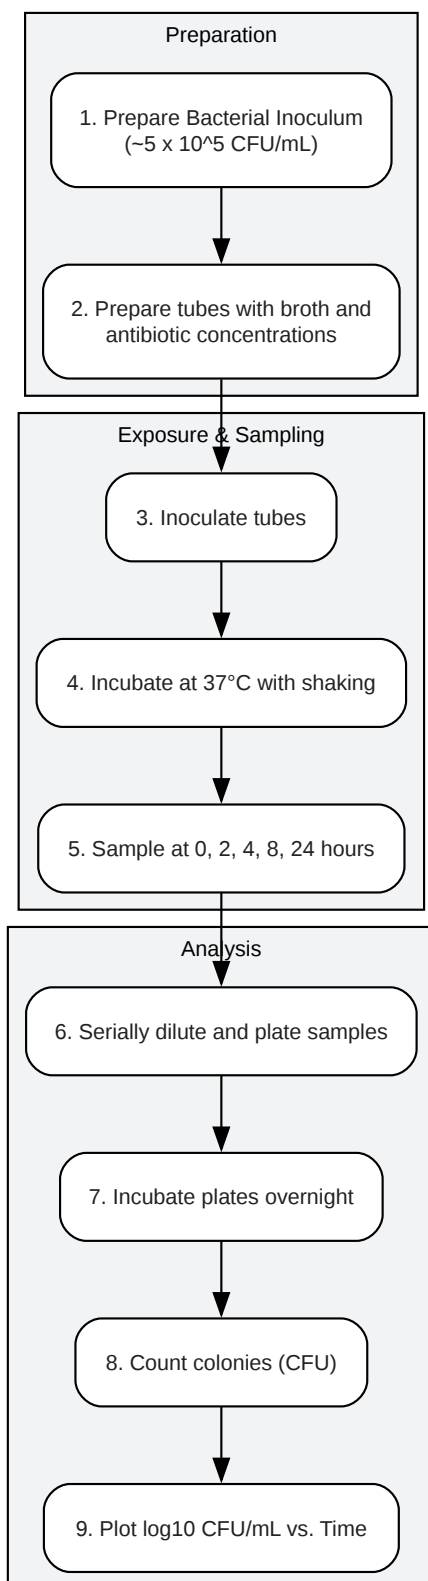 Preparation
1. Prepare Bacterial Inoculum
(~5 x 10^5 CFU/mL)
2. Prepare tubes with broth and
antibiotic concentrations
Exposure & Sampling
3. Inoculate tubes
4. Incubate at 37°C with shaking
5. Sample at 0, 2, 4, 8, 24 hours
Analysis
6. Serially dilute and plate samples
7. Incubate plates overnight
8. Count colonies (CFU)
9. Plot log10 CFU/mL vs. Time